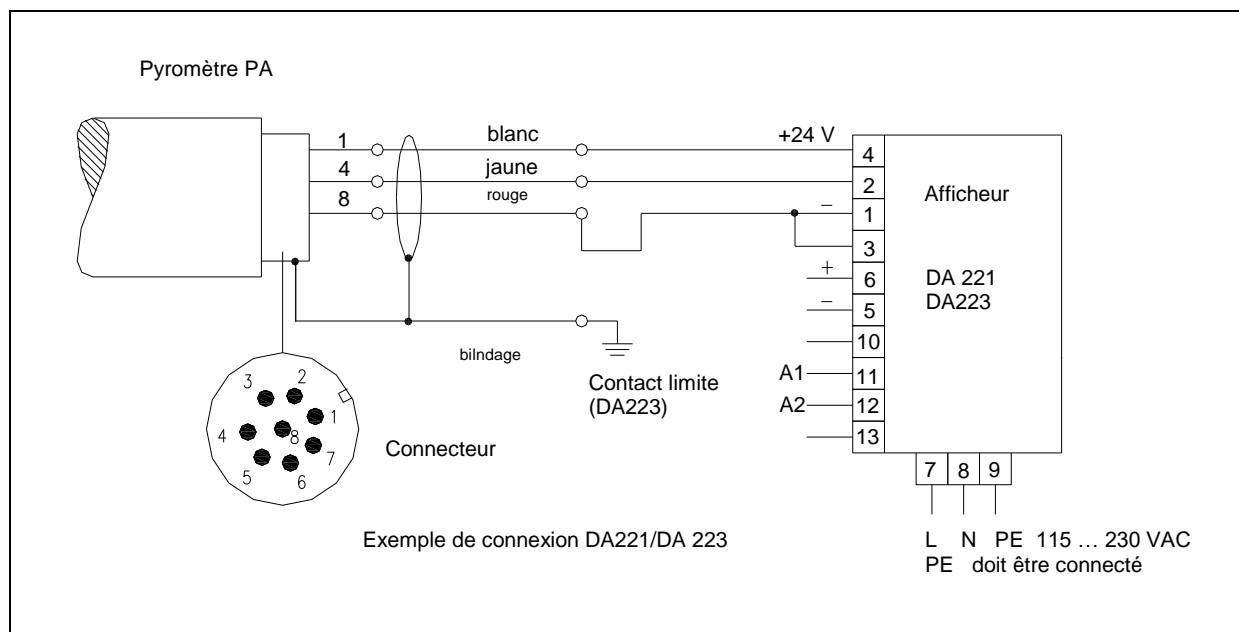 Pyromètre PA
1 blanc +24 V 4
4 jaune 2
8 rouge – 1
3
+ 6
– 5
10
A1 11
A2 12
13
Afficheur
DA 221
DA223
bilndage
Contact limite
(DA223)
3 2
1
4 8
7
5 6
Connecteur
7 8 9
Exemple de connexion DA221/DA 223
L N PE 115 … 230 VAC
PE doit être connecté